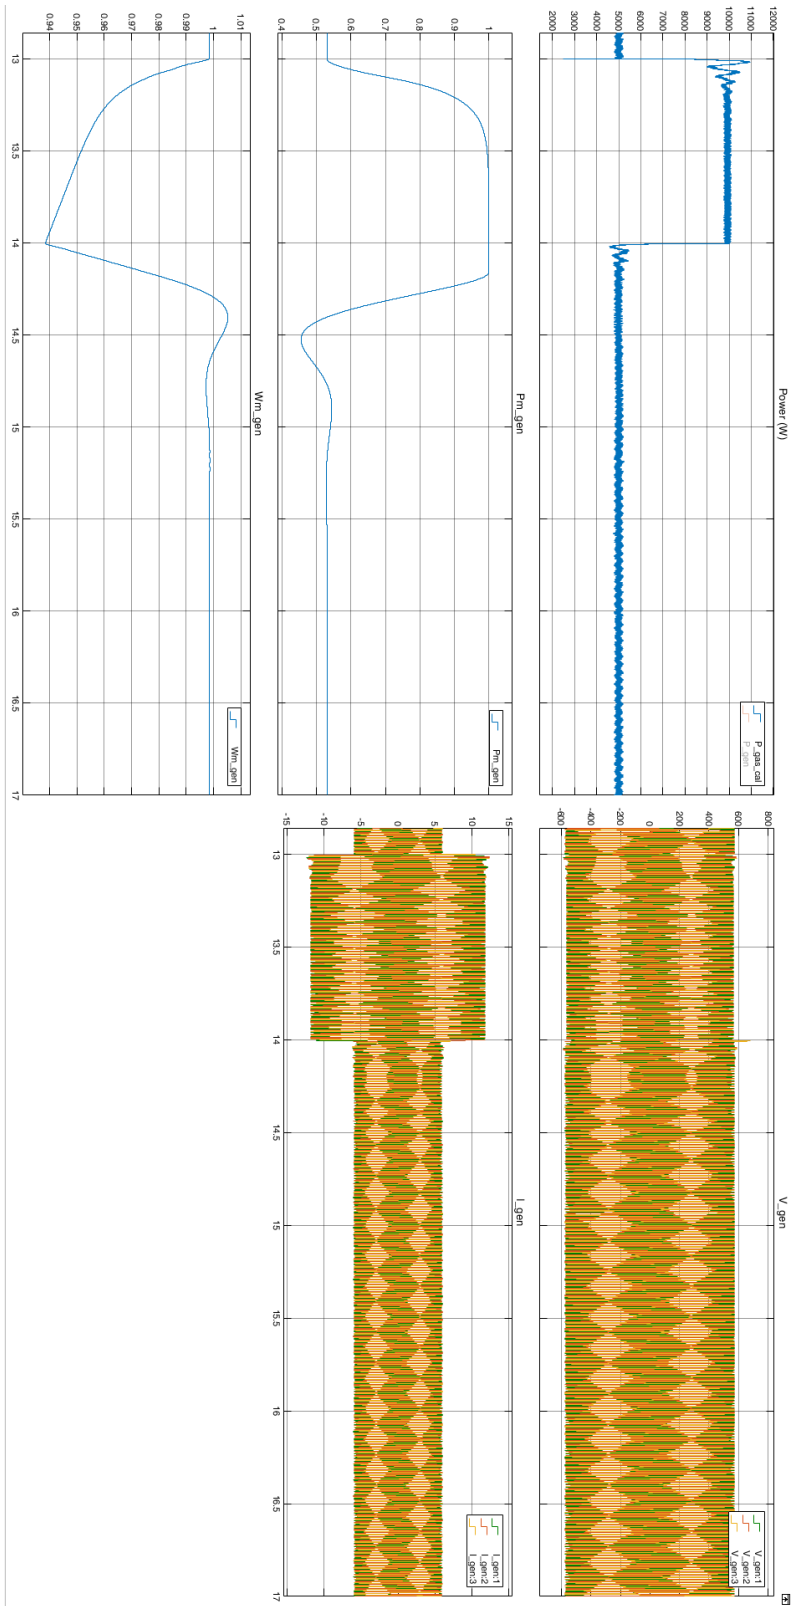 Power (W)
12000
11000
10000
9000
8000
7000
6000
5000
4000
3000
2000
P_gas_cal
P_gen
V_gen
800
600
400
200
0
-200
-400
-600
V_gen:1
V_gen:2
V_gen:3
Pm_gen
1
0.9
0.8
0.7
0.6
0.5
0.4
Pm_gen
I_gen
15
10
5
0
-5
-10
-15
I_gen:1
I_gen:2
I_gen:3
13 13.5 14 14.5 15 15.5 16 16.5 17
Wm_gen
1.01
1
0.99
0.98
0.97
0.96
0.95
0.94
Wm_gen
13 13.5 14 14.5 15 15.5 16 16.5 17